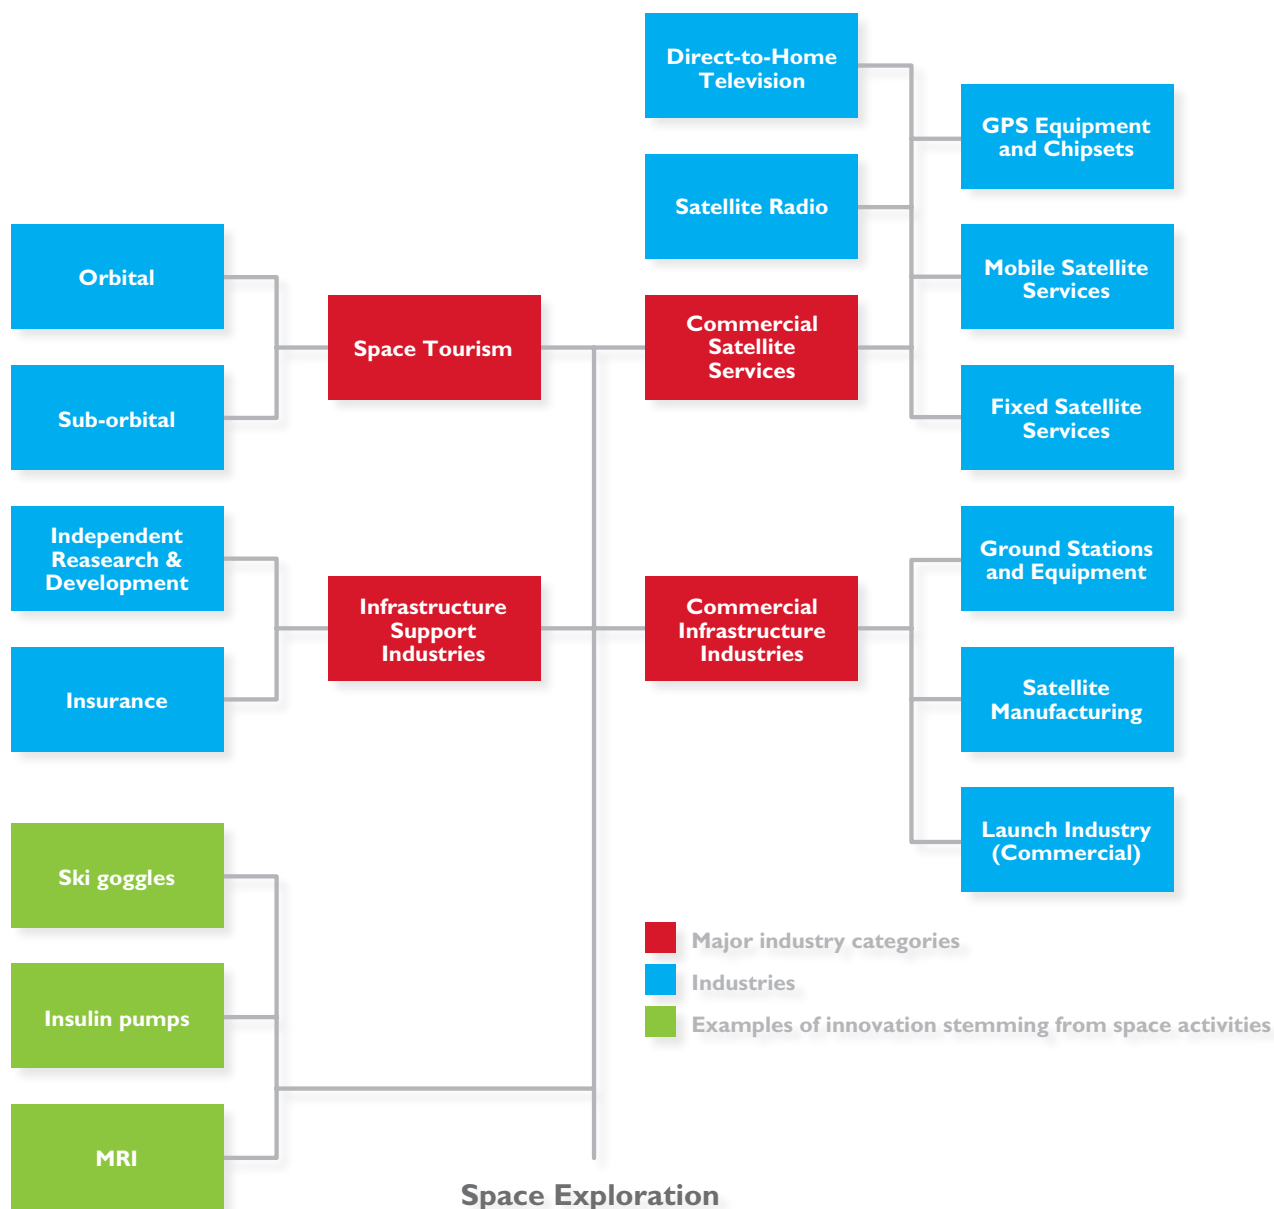 Direct-to-Home
Television
GPS Equipment
and Chipsets
Satellite Radio
Orbital
Mobile Satellite
Services
Space Tourism
Commercial
Satellite
Services
Sub-orbital
Fixed Satellite
Services
Independent
Reasearch &
Development
Ground Stations
and Equipment
Infrastructure
Support
Industries
Commercial
Infrastructure
Industries
Insurance
Satellite
Manufacturing
Launch Industry
(Commercial)
Ski goggles
Major industry categories
Industries
Insulin pumps
Examples of innovation stemming from space activities
MRI
Space Exploration